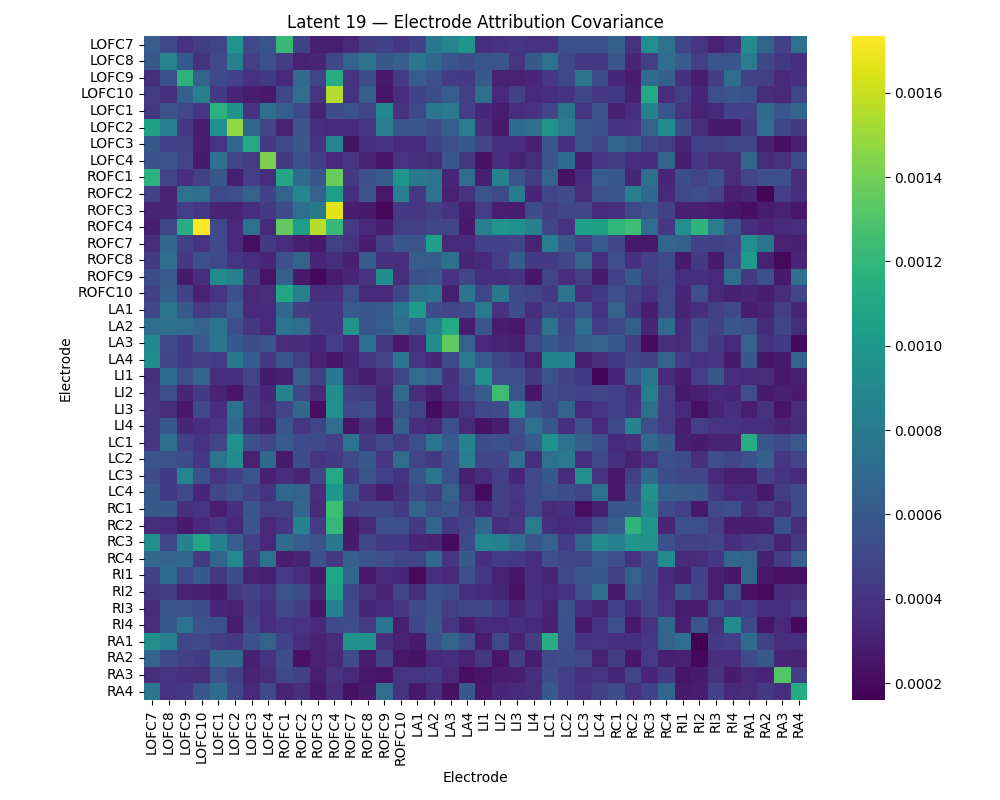 Latent 19 — Electrode Attribution Covariance
LOFC7
LOFC8
LOFC9
LOFC10
LOFC1
LOFC2
LOFC3
LOFC4
ROFC1
ROFC2
ROFC3
ROFC4
ROFC7
ROFC8
ROFC9
ROFC10
LA1
LA2
LA3
LA4
LI1
LI2
LI3
LI4
LC1
LC2
LC3
LC4
RC1
RC2
RC3
RC4
RI1
RI2
RI3
RI4
RA1
RA2
RA3
RA4
Electrode
LOFC7 LOFC8 LOFC9 LOFC10 LOFC1 LOFC2 LOFC3 LOFC4 ROFC1 ROFC2 ROFC3 ROFC4 ROFC7 ROFC8 ROFC9 ROFC10 LA1 LA2 LA3 LA4 LI1 LI2 LI3 LI4 LC1 LC2 LC3 LC4 RC1 RC2 RC3 RC4 RI1 RI2 RI3 RI4 RA1 RA2 RA3 RA4
Electrode
0.0016
0.0014
0.0012
0.0010
0.0008
0.0006
0.0004
0.0002